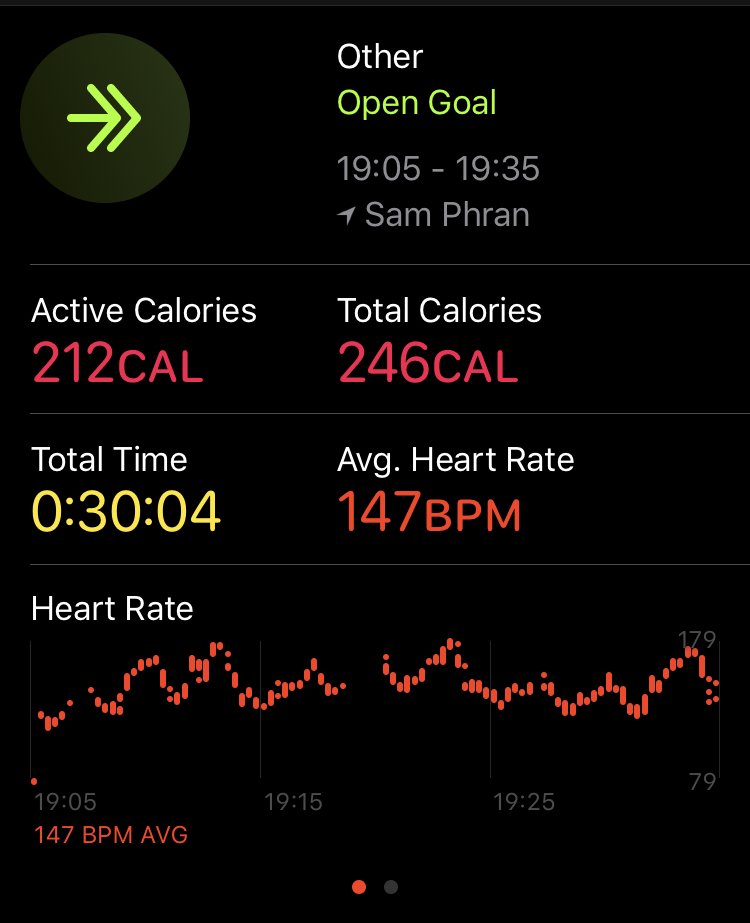 Other
Open Goal
19:05 - 19:35
Sam Phran
Active Calories
Total Calories
212CAL
246CAL
Total Time
Avg. Heart Rate
0:30:04
147BPM
Heart Rate
179
79
19:05
19:15
19:25
147 BPM AVG